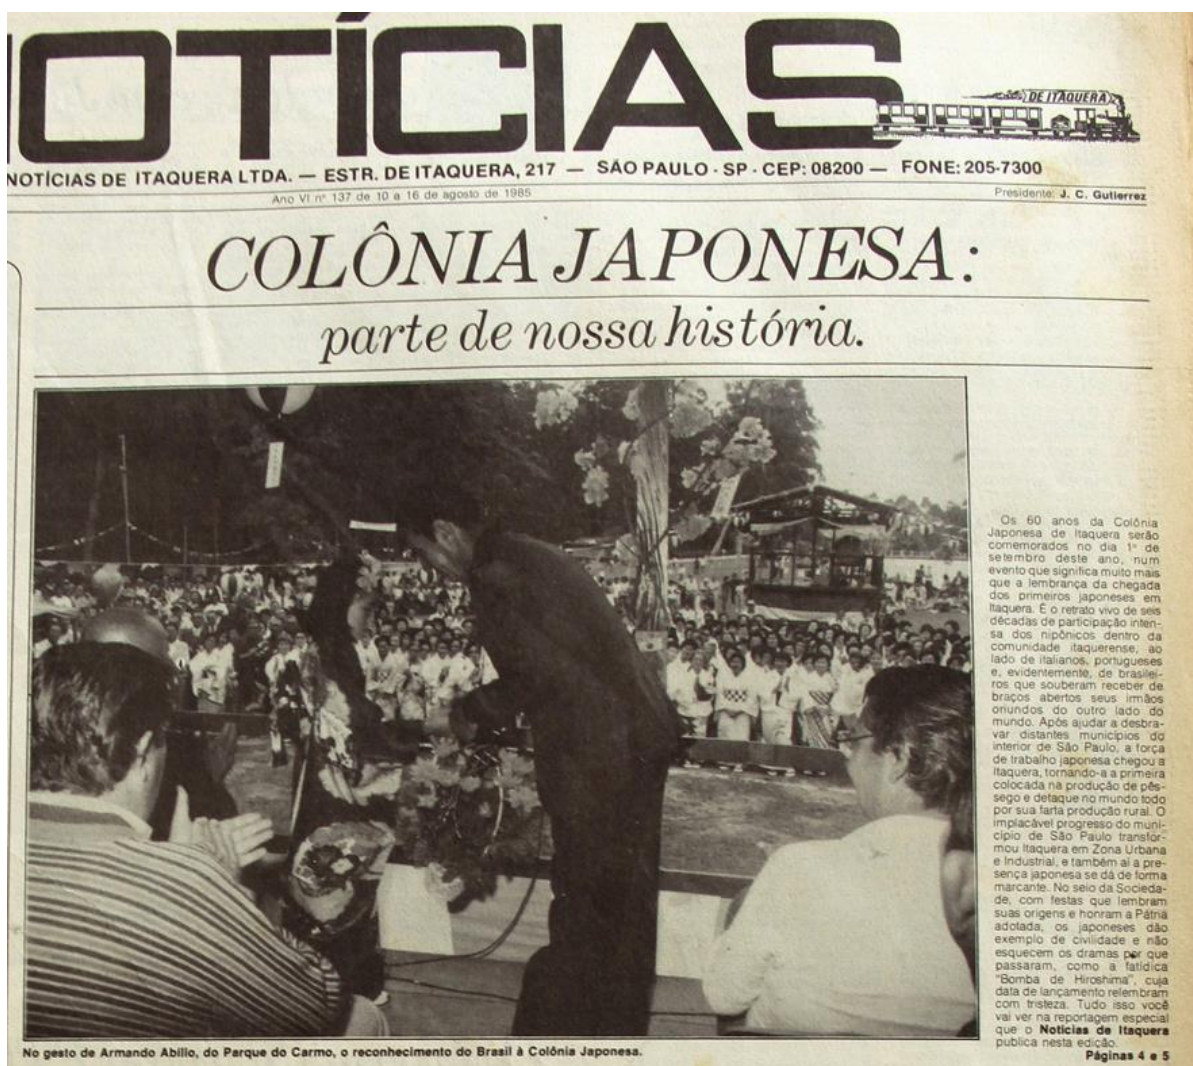 NOTÍCIAS
DE ITAQUERA
NOTÍCIAS DE ITAQUERA LTDA. — ESTR. DE ITAQUERA, 217 — SÃO PAULO - SP - CEP: 08200 — FONE: 205-7300
Ano VI nº 137 de 10 a 16 de agosto de 1985
Presidente: J. C. Gutierrez
COLÔNIA JAPONESA:
parte de nossa história.
Os 60 anos da Colônia
Japonesa de Itaquera serão
comemorados no dia 1º de
setembro deste ano, num
evento que significa muito mais
que a lembrança da chegada
dos primeiros japoneses em
Itaquera. É o retrato vivo de seis
décadas de participação inten-
sa dos nipônicos dentro da
comunidade itaquerense, ao
lado de italianos, portugueses
e, evidentemente, de brasilei-
ros que souberam receber de
braços abertos seus irmãos
oriundos do outro lado do
mundo. Após ajudar a desbra-
var distantes municípios do
interior de São Paulo, a força
de trabalho japonesa chegou a
Itaquera, tornando-a a primeira
colocada na produção de pês-
sego e detaque no mundo todo
por sua farta produção rural. O
implacável progresso do muni-
cípio de São Paulo transfor-
mou Itaquera em Zona Urbana
e Industrial, e também aí a pre-
sença japonesa se dá de forma
marcante. No seio da Socieda-
de, com festas que lembram
suas origens e honram a Pátria
adotada, os japoneses dão
exemplo de civilidade e não
esquecem os dramas por que
passaram, como a fatídica
"Bomba de Hiroshima", cuja
data de lançamento relembram
com tristeza. Tudo isso você
vai ver na reportagem especial
que o Notícias de Itaquera
publica nesta edição.
Páginas 4 e 5
No gesto de Armando Abílio, do Parque do Carmo, o reconhecimento do Brasil à Colônia Japonesa.